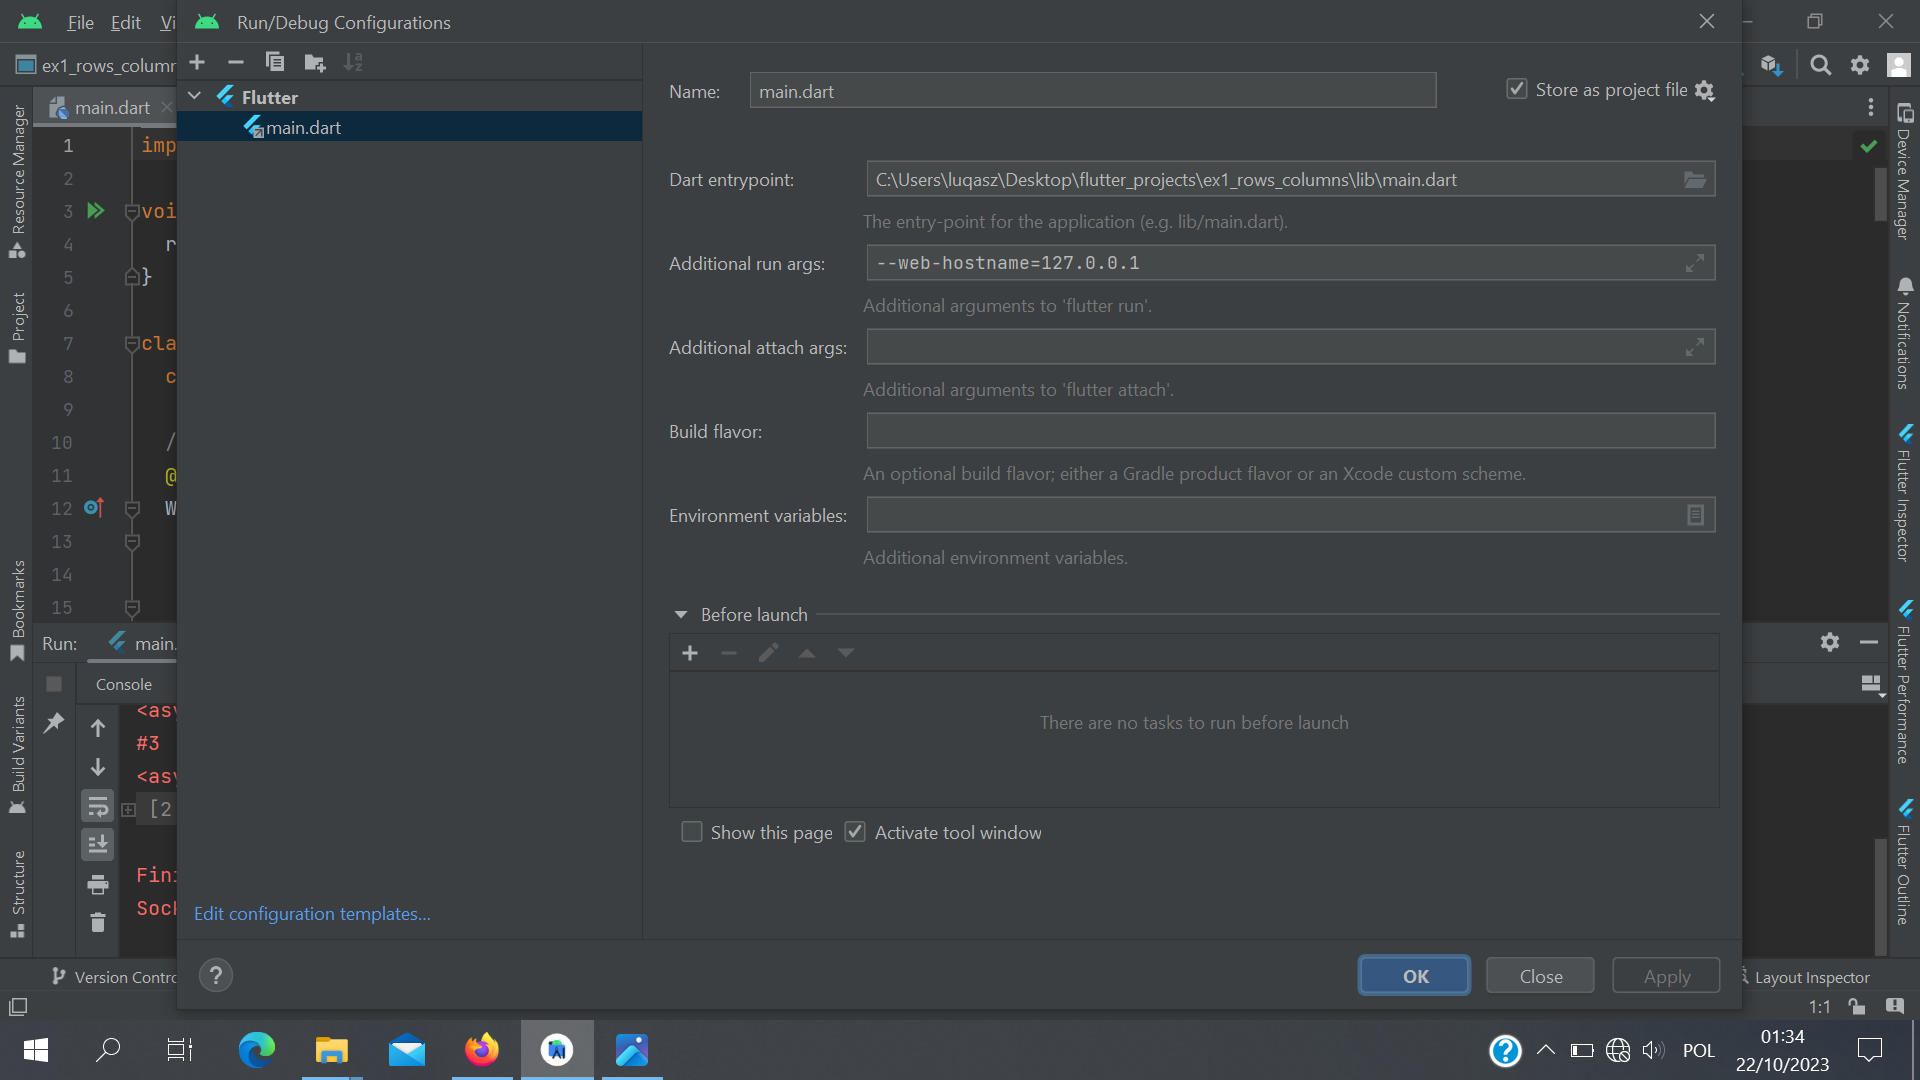 File Edit Vi
Run/Debug Configurations
ex1_rows_column
main.dart
Flutter
main.dart
Name: main.dart
Store as project file
Dart entrypoint: C:\Users\luqasz\Desktop\flutter_projects\ex1_rows_columns\lib\main.dart
The entry-point for the application (e.g. lib/main.dart).
Additional run args: --web-hostname=127.0.0.1
Additional arguments to 'flutter run'.
Additional attach args:
Additional arguments to 'flutter attach'.
Build flavor:
An optional build flavor; either a Gradle product flavor or an Xcode custom scheme.
Environment variables:
Additional environment variables.
Before launch
There are no tasks to run before launch
Show this page
Activate tool window
Edit configuration templates...
?
OK
Close
Apply
1 imp
2
3 voi
4 r
5 }
6
7 cla
8 c
9
10 /
11 @
12 W
13
14
15
Run: main.
Console
<asy
#3
<asy
[2
Fini
Sock
Resource Manager
Project
Bookmarks
Build Variants
Structure
Device Manager
Notifications
Flutter Inspector
Flutter Performance
Flutter Outline
Version Contro
Layout Inspector
1:1
POL
01:34
22/10/2023